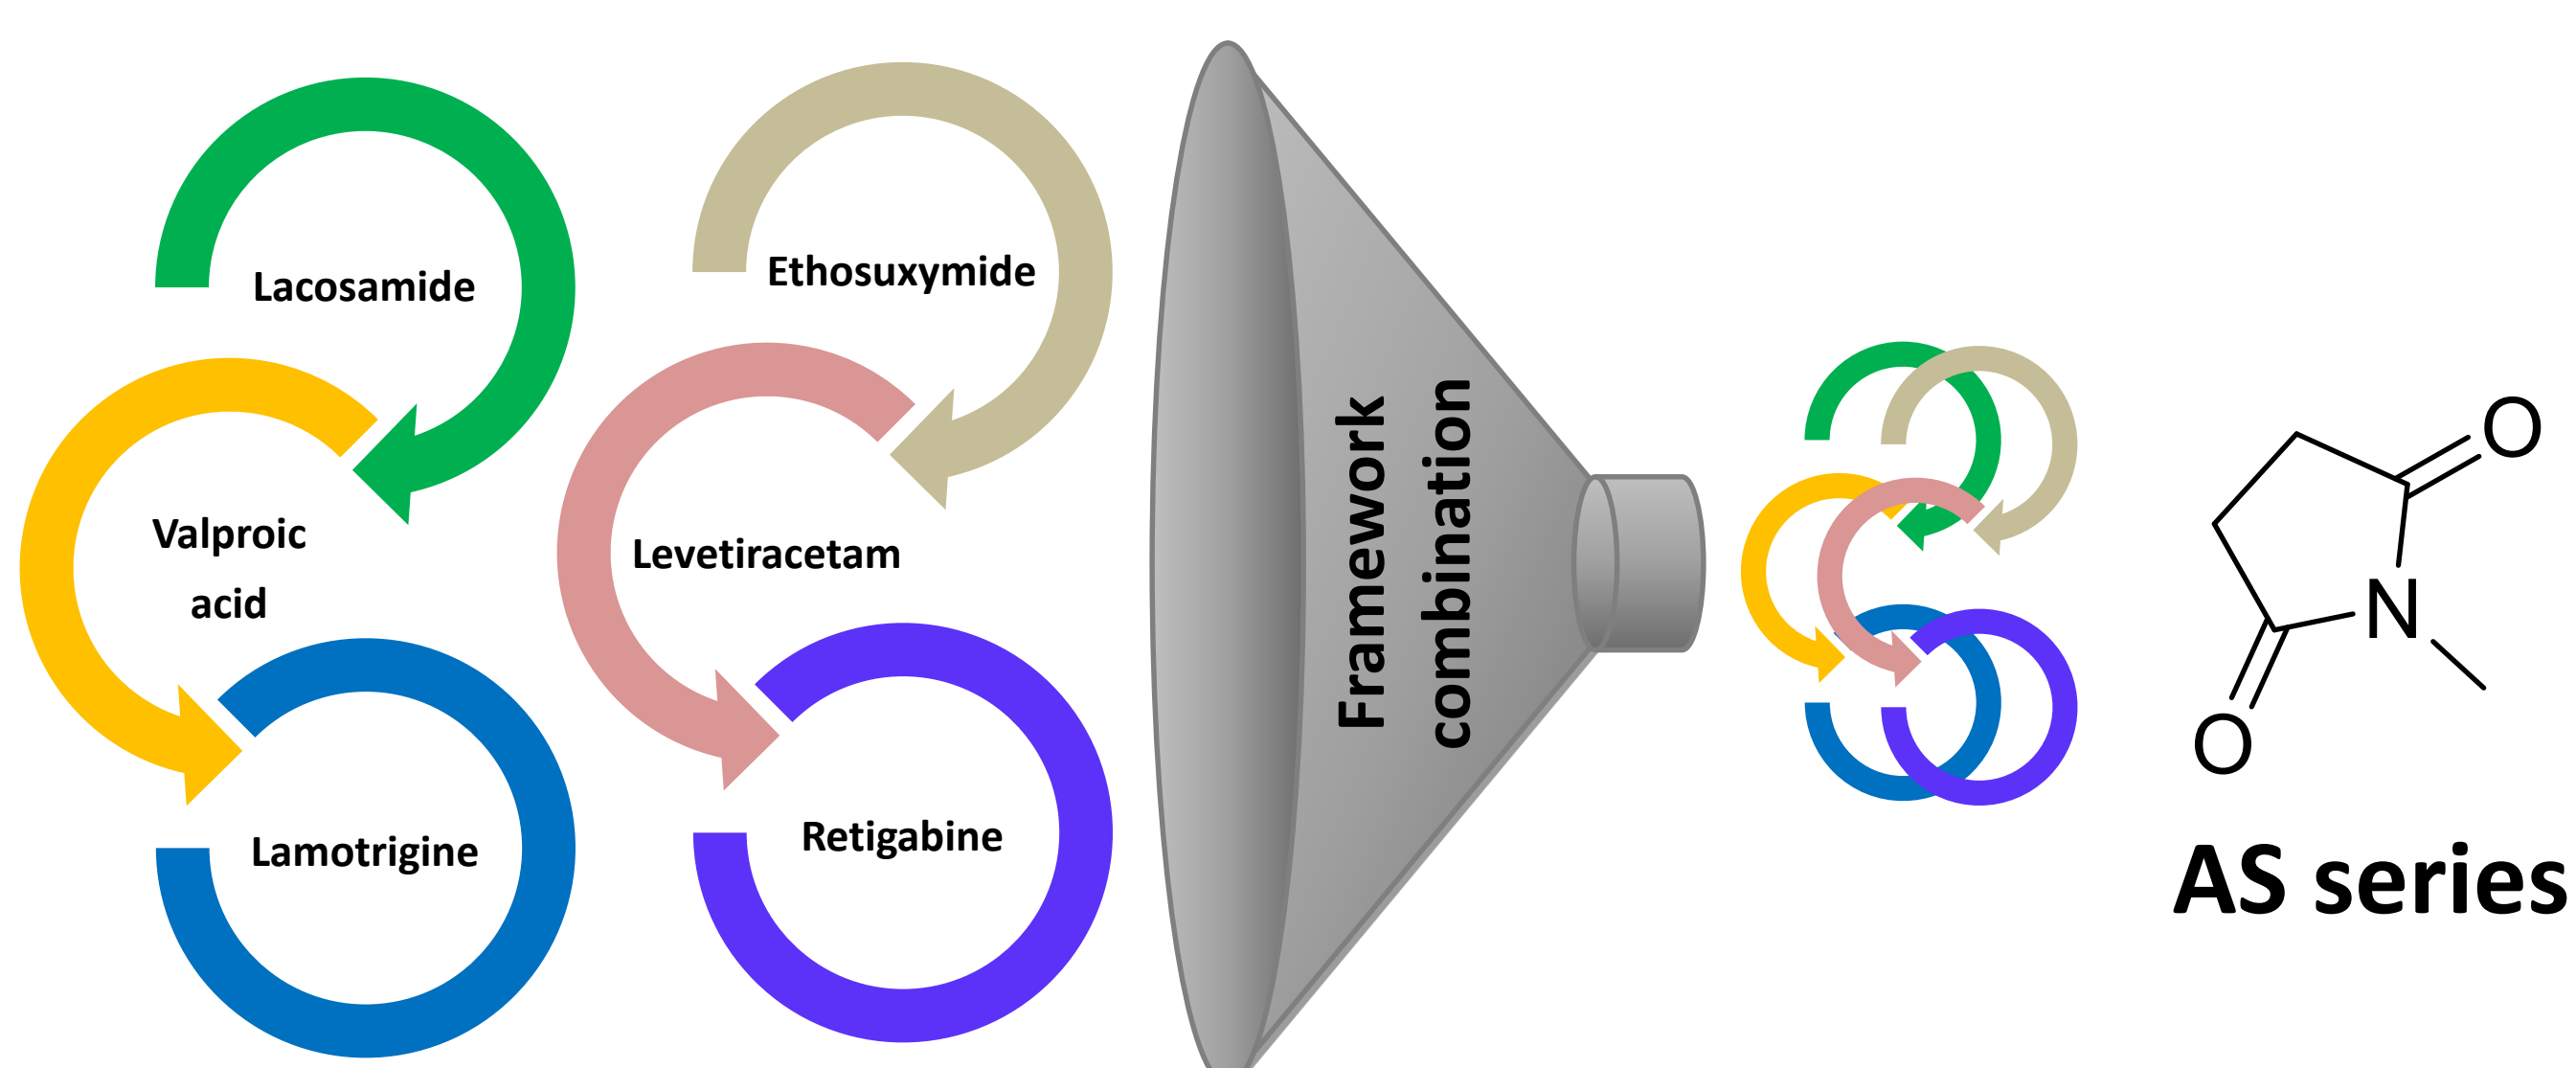 Lacosamide
Valproic
acid
Lamotrigine
Ethosuxymide
Levetiracetam
Retigabine
Framework
combination
O
N
O
AS series